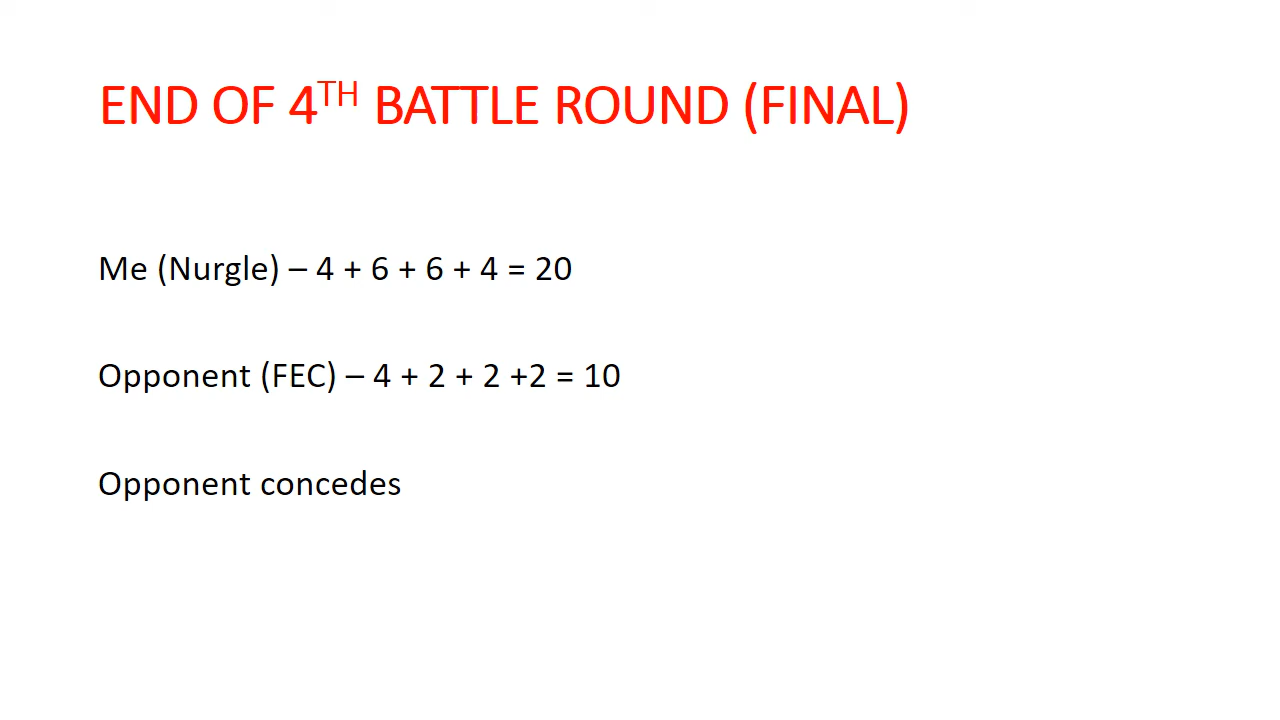 END OF 4TH BATTLE ROUND (FINAL)
Me (Nurgle) – 4 + 6 + 6 + 4 = 20
Opponent (FEC) – 4 + 2 + 2 +2 = 10
Opponent concedes